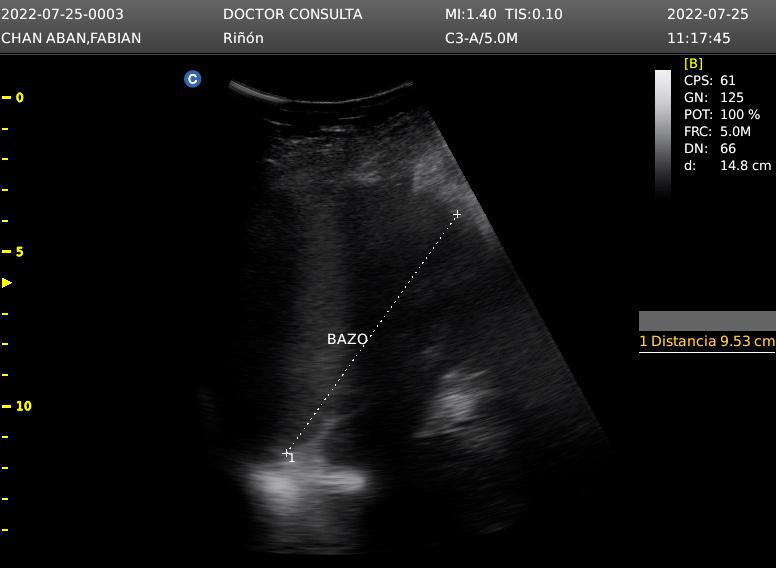 2022-07-25-0003 DOCTOR CONSULTA MI:1.40 TIS:0.10 2022-07-25
CHAN ABAN,FABIAN Riñón C3-A/5.0M 11:17:45
C
[B]
CPS: 61
GN: 125
POT: 100 %
FRC: 5.0M
DN: 66
d: 14.8 cm
0
5
10
BAZO
1
1 Distancia 9.53 cm